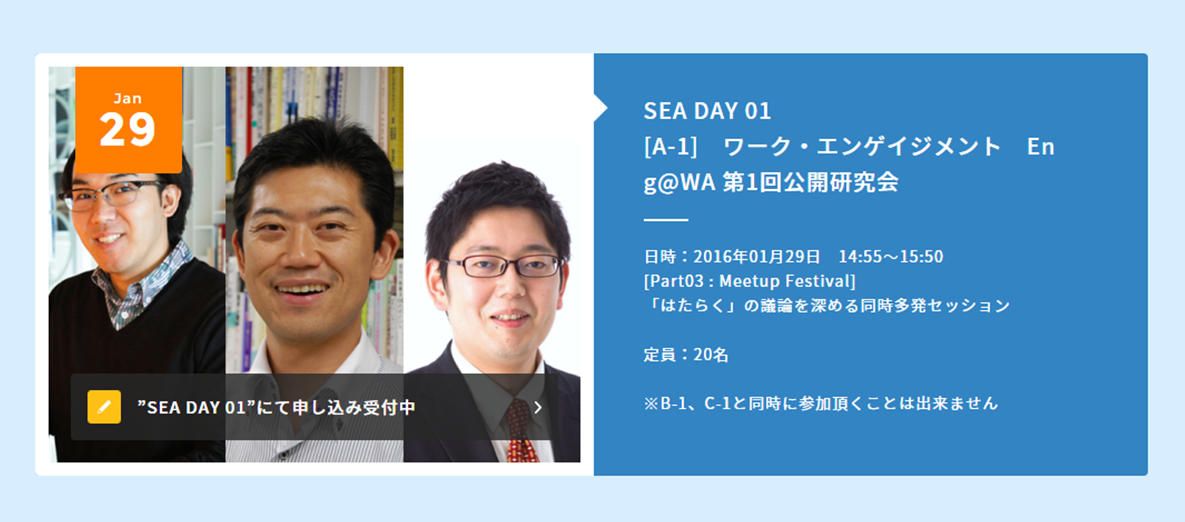 Jan
29
”SEA DAY 01”にて申し込み受付中
SEA DAY 01
[A-1]　ワーク・エンゲイジメント　En
g@WA 第1回公開研究会
日時：2016年01月29日　14:55～15:50
[Part03 : Meetup Festival]
「はたらく」の議論を深める同時多発セッション
定員：20名
※B-1、C-1と同時に参加頂くことは出来ません